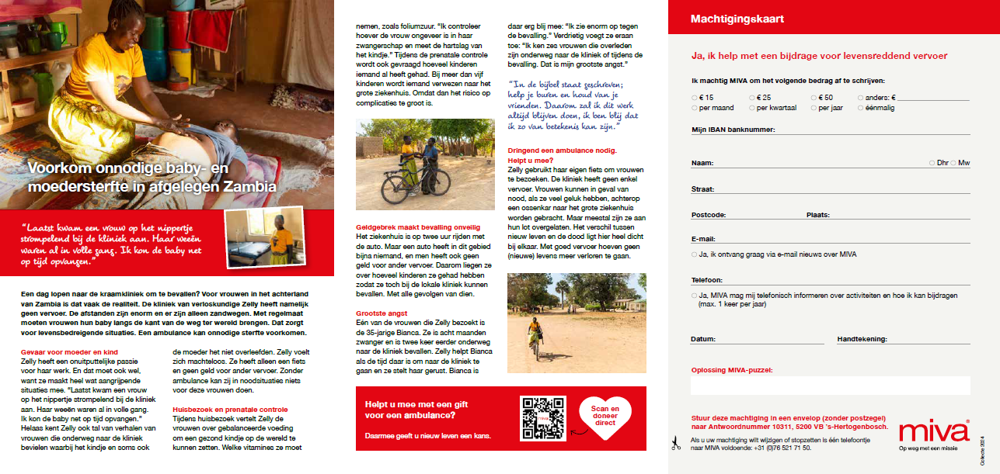 Voorkom onnodige baby- en
moedersterfte in afgelegen Zambia
“Laatst kwam een vrouw op het nippertje
strompelend bij de kliniek aan. Haar weeën
waren al in volle gang. Ik kon de baby net
op tijd opvangen.”
Een dag lopen naar de kraamkliniek om te bevallen? Voor vrouwen in het achterland
van Zambia is dat vaak de realiteit. De kliniek van verloskundige Zelly heeft namelijk
geen vervoer. De afstanden zijn enorm en er zijn alleen zandwegen. Met regelmaat
moeten vrouwen hun baby langs de kant van de weg ter wereld brengen. Dat zorgt
voor levensbedreigende situaties. Een ambulance kan onnodige sterfte voorkomen.
Gevaar voor moeder en kind
Zelly heeft een onuitputtelijke passie
voor haar werk. En dat moet ook wel,
want ze maakt heel wat aangrijpende
situaties mee. “Laatst kwam een vrouw
op het nippertje strompelend bij de kliniek
aan. Haar weeën waren al in volle gang.
Ik kon de baby net op tijd opvangen.”
Helaas kent Zelly ook tal van verhalen van
vrouwen die onderweg naar de kliniek
bevielen waarbij het kindje en soms ook
de moeder het niet overleefden. Zelly voelt
zich machteloos. Ze heeft alleen een fiets
en geen geld voor ander vervoer. Zonder
ambulance kan zij in noodsituaties niets
voor deze vrouwen doen.
Huisbezoek en prenatale controle
Tijdens huisbezoek vertelt Zelly de
vrouwen over gebalanceerde voeding
om een gezond kindje op de wereld te
kunnen zetten. Welke vitamines ze moet
nemen, zoals foliumzuur. “Ik controleer
hoever de vrouw ongeveer is in haar
zwangerschap en meet de hartslag van
het kindje.” Tijdens de prenatale controle
wordt ook gevraagd hoeveel kinderen
iemand al heeft gehad. Bij meer dan vijf
kinderen wordt iemand verwezen naar het
grote ziekenhuis. Omdat dan het risico op
complicaties te groot is.
Geldgebrek maakt bevalling onveilig
Het ziekenhuis is op twee uur rijden met
de auto. Maar een auto heeft in dit gebied
bijna niemand, en men heeft ook geen
geld voor ander vervoer. Daarom liegen ze
over hoeveel kinderen ze gehad hebben
zodat ze toch bij de lokale kliniek kunnen
bevallen. Met alle gevolgen van dien.
Grootste angst
Eén van de vrouwen die Zelly bezoekt is
de 35-jarige Bianca. Ze is acht maanden
zwanger en is twee keer eerder onderweg
naar de kliniek bevallen. Zelly helpt Bianca
als de tijd daar is om naar de kliniek te
gaan en ze stelt haar gerust. Bianca is
daar erg blij mee: “Ik zie enorm op tegen
de bevalling.” Verdrietig voegt ze eraan
toe: “Ik ken zes vrouwen die overleden
zijn onderweg naar de kliniek of tijdens de
bevalling. Dat is mijn grootste angst.”
“In de bijbel staat geschreven;
help je buren en houd van je
vrienden. Daarom zal ik dit werk
altijd blijven doen, ik ben blij dat
ik zo van betekenis kan zijn.”
Dringend een ambulance nodig.
Helpt u mee?
Zelly gebruikt haar eigen fiets om vrouwen
te bezoeken. De kliniek heeft geen enkel
vervoer. Vrouwen kunnen in geval van
nood, als ze veel geluk hebben, achterop
een ossenkar naar het grote ziekenhuis
worden gebracht. Maar meestal zijn ze aan
hun lot overgelaten. Het verschil tussen
nieuw leven en de dood ligt hier heel dicht
bij elkaar. Met goed vervoer hoeven geen
(nieuwe) levens meer verloren te gaan.
Helpt u mee met een gift
voor een ambulance?
Daarmee geeft u nieuw leven een kans.
miva
Scan en
doneer
direct
Machtigingskaart
Ja, ik help met een bijdrage voor levensreddend vervoer
Ik machtig MIVA om het volgende bedrag af te schrijven:
€ 15 € 25 € 50 anders: €
per maand per kwartaal per jaar éénmalig
Mijn IBAN banknummer:
Naam: Dhr Mw
Straat:
Postcode: Plaats:
E-mail:
Ja, ik ontvang graag via e-mail nieuws over MIVA
Telefoon:
Ja, MIVA mag mij telefonisch informeren over activiteiten en hoe ik kan bijdragen
(max. 1 keer per jaar)
Datum: Handtekening:
Oplossing MIVA-puzzel:
Stuur deze machtiging in een envelop (zonder postzegel)
naar Antwoordnummer 10311, 5200 VB 's-Hertogenbosch.
Als u uw machtiging wilt wijzigen of stopzetten is één telefoontje
naar MIVA voldoende: +31 (0)76 521 71 50.
miva®
Op weg met een missie
Collecte 2024